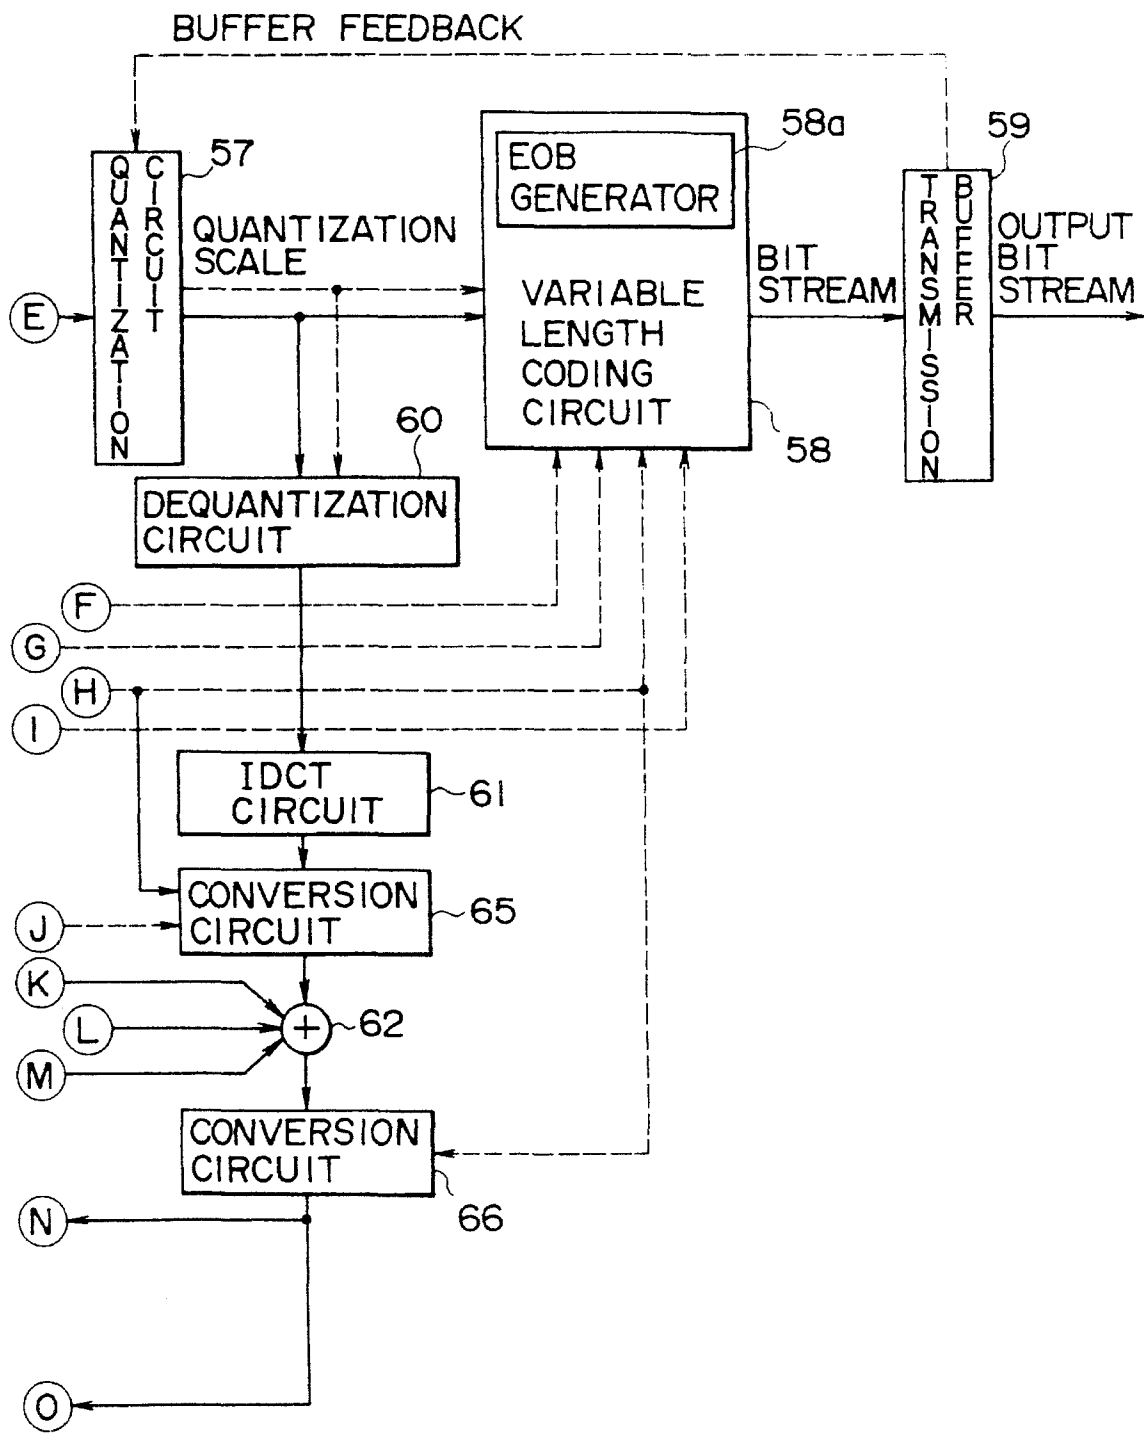 BUFFER FEEDBACK
QUANTIZATION
CIRCUIT
57
QUANTIZATION
SCALE
EOB
GENERATOR
58a
VARIABLE
LENGTH
CODING
CIRCUIT
58
BIT
STREAM
59
TRANSMISSION
BUFFER
OUTPUT
BIT
STREAM
E
60
DEQUANTIZATION
CIRCUIT
F
G
H
I
IDCT
CIRCUIT
61
CONVERSION
CIRCUIT
65
J
K
L
+
62
M
CONVERSION
CIRCUIT
66
N
O